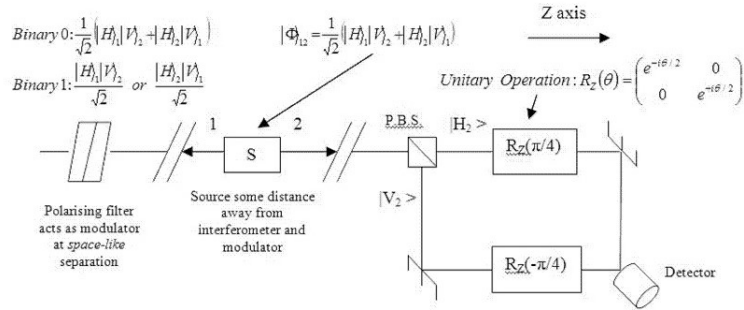 Binary 0: 1/√2 (|H⟩₁|V⟩₂+|H⟩₂|V⟩₁)
|Φ⟩₁₂ = 1/√2 (|H⟩₁|V⟩₂+|H⟩₂|V⟩₁)
Z axis
Binary 1: |H⟩₁|V⟩₂/√2 or |H⟩₂|V⟩₁/√2
Unitary Operation: R_Z(θ) = (e^(-iθ/2) 0
0 e^(-iθ/2))
1
2
P.B.S.
|H₂ >
S
R_Z(π/4)
|V₂ >
Polarising filter
acts as modulator
at space-like
separation
Source some distance
away from
interferometer and
modulator
R_Z(-π/4)
Detector